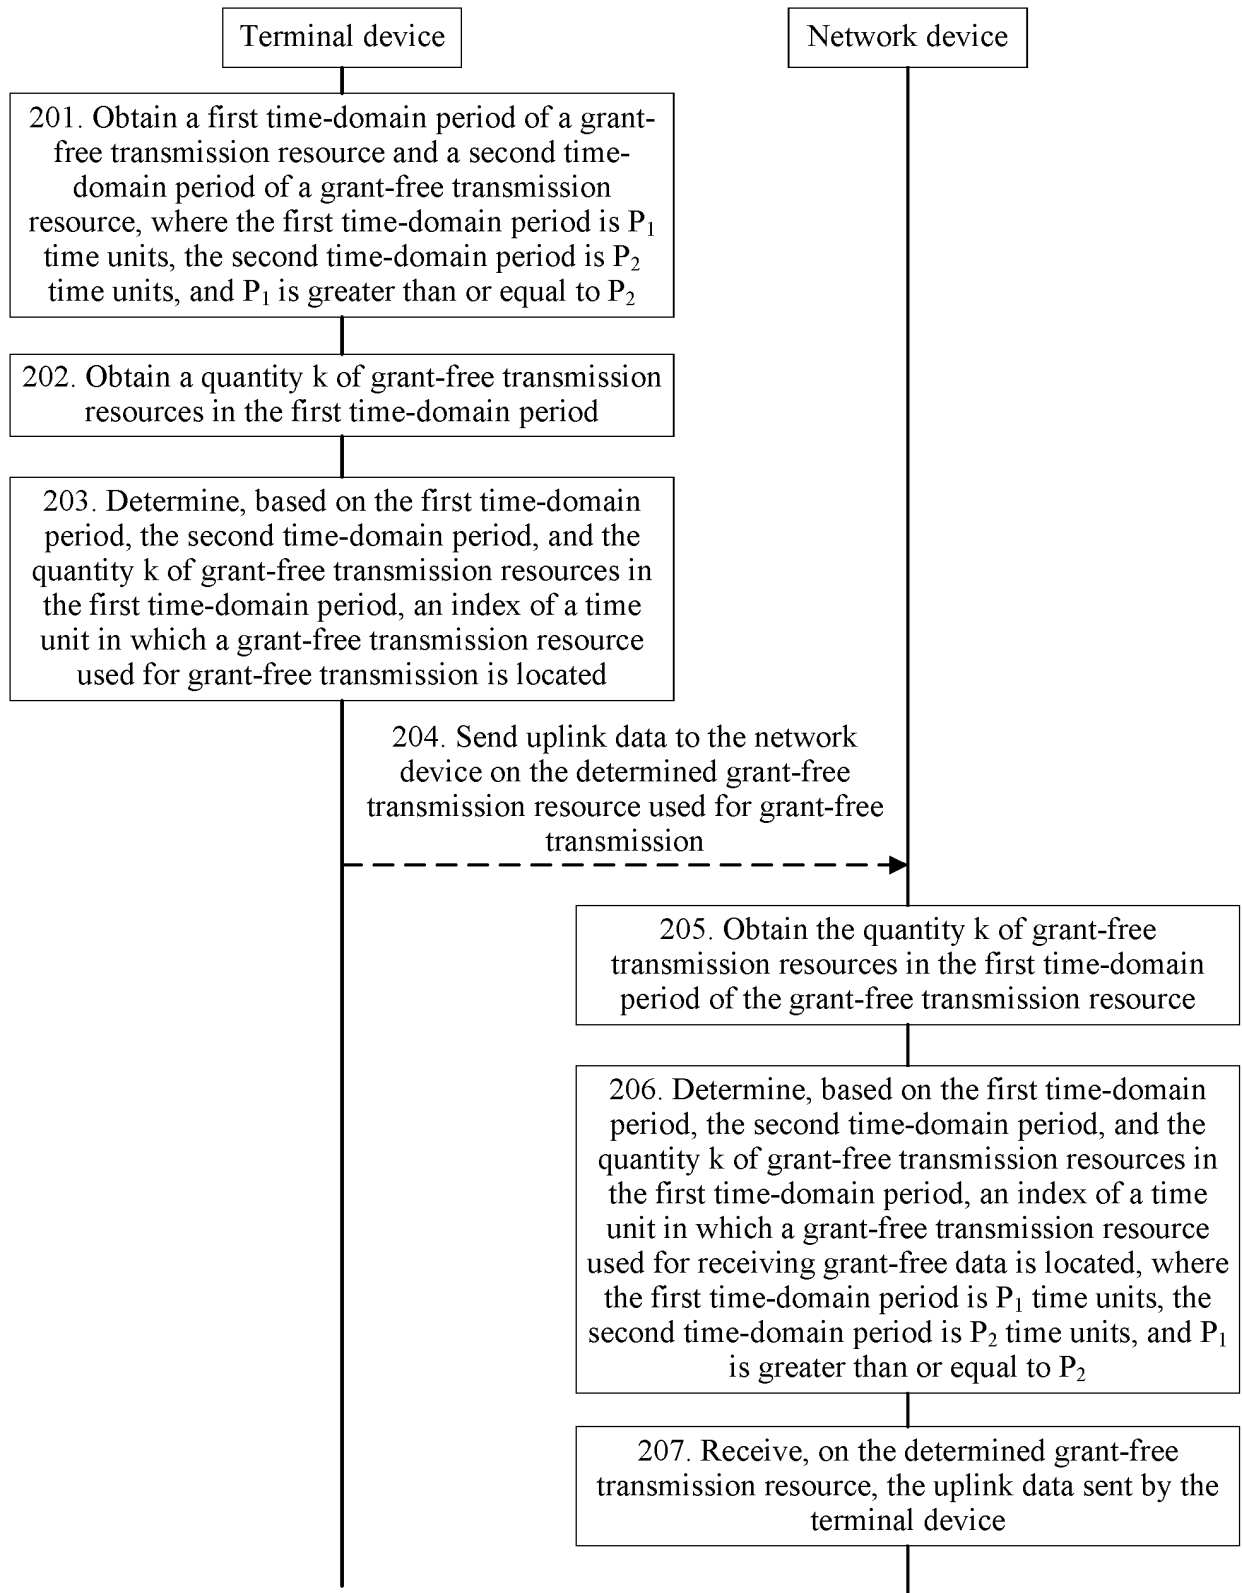 Terminal device
Network device
201. Obtain a first time-domain period of a grant-
free transmission resource and a second time-
domain period of a grant-free transmission
resource, where the first time-domain period is P₁
time units, the second time-domain period is P₂
time units, and P₁ is greater than or equal to P₂
202. Obtain a quantity k of grant-free transmission
resources in the first time-domain period
203. Determine, based on the first time-domain
period, the second time-domain period, and the
quantity k of grant-free transmission resources in
the first time-domain period, an index of a time
unit in which a grant-free transmission resource
used for grant-free transmission is located
204. Send uplink data to the network
device on the determined grant-free
transmission resource used for grant-free
transmission
205. Obtain the quantity k of grant-free
transmission resources in the first time-domain
period of the grant-free transmission resource
206. Determine, based on the first time-domain
period, the second time-domain period, and the
quantity k of grant-free transmission resources in
the first time-domain period, an index of a time
unit in which a grant-free transmission resource
used for receiving grant-free data is located, where
the first time-domain period is P₁ time units, the
second time-domain period is P₂ time units, and P₁
is greater than or equal to P₂
207. Receive, on the determined grant-free
transmission resource, the uplink data sent by the
terminal device